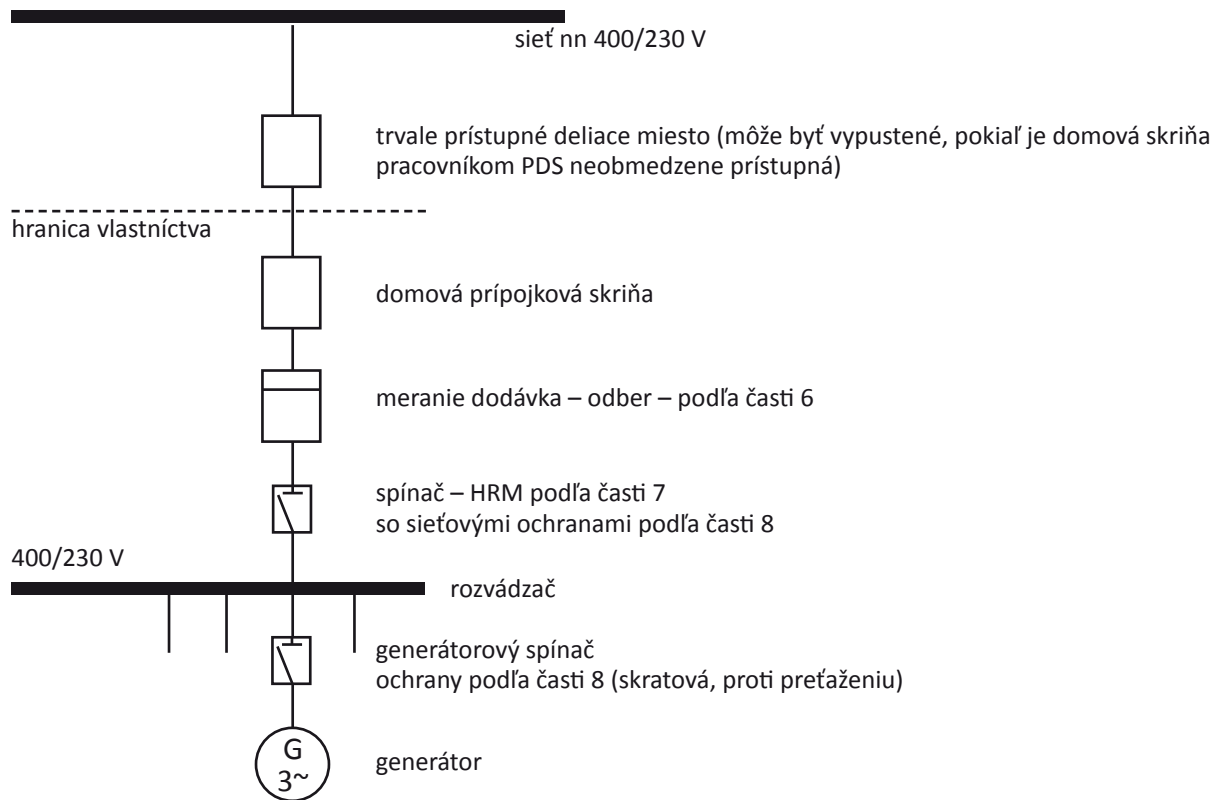 sieť nn 400/230 V
trvale prístupné deliace miesto (môže byť vypustené, pokiaľ je domová skriňa
pracovníkom PDS neobmedzene prístupná)
hranica vlastníctva
domová prípojková skriňa
meranie dodávka – odber – podľa časti 6
spínač – HRM podľa časti 7
so sieťovými ochranami podľa časti 8
400/230 V
rozvádzač
generátorový spínač
ochrany podľa časti 8 (skratová, proti preťaženiu)
G
3~
generátor